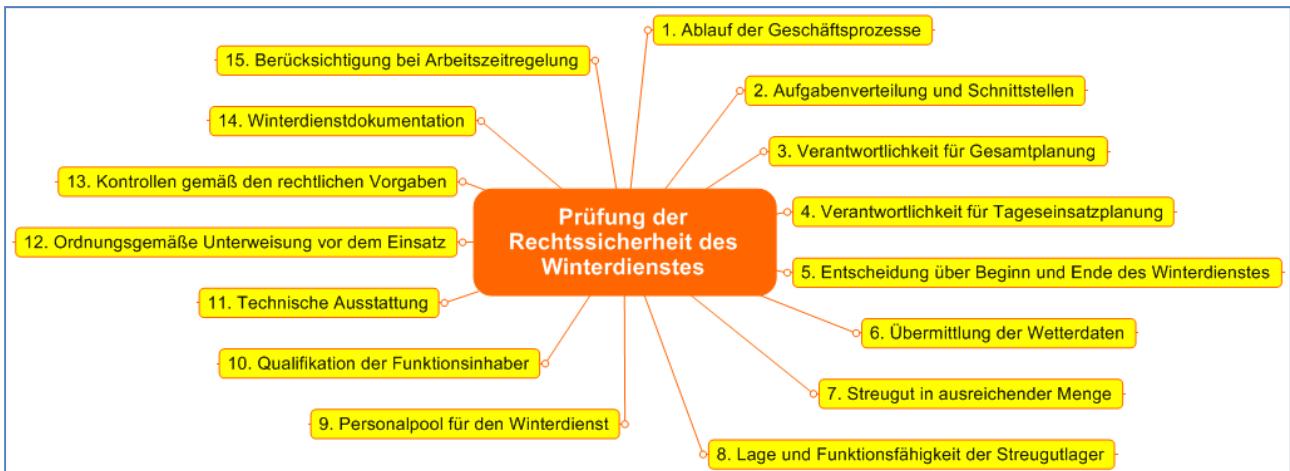 Prüfung der
Rechtssicherheit des
Winterdienstes
1. Ablauf der Geschäftsprozesse
2. Aufgabenverteilung und Schnittstellen
3. Verantwortlichkeit für Gesamtplanung
4. Verantwortlichkeit für Tageseinsatzplanung
5. Entscheidung über Beginn und Ende des Winterdienstes
6. Übermittlung der Wetterdaten
7. Streugut in ausreichender Menge
8. Lage und Funktionsfähigkeit der Streugutlager
9. Personalpool für den Winterdienst
10. Qualifikation der Funktionsinhaber
11. Technische Ausstattung
12. Ordnungsgemäße Unterweisung vor dem Einsatz
13. Kontrollen gemäß den rechtlichen Vorgaben
14. Winterdienstdokumentation
15. Berücksichtigung bei Arbeitszeitregelung